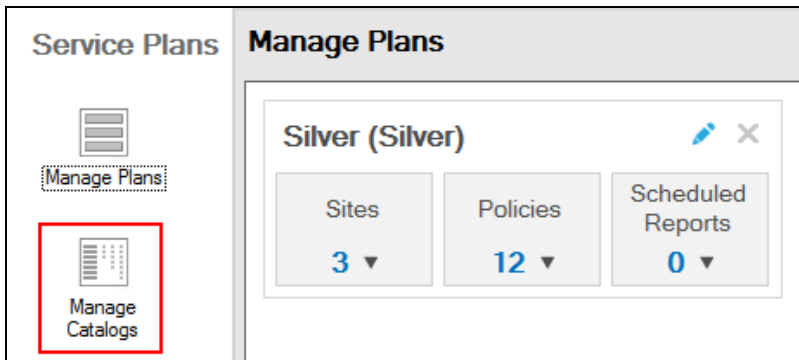 Service Plans
Manage Plans
Manage Catalogs
Manage Plans
Silver (Silver)
Sites
3
Policies
12
Scheduled
Reports
0